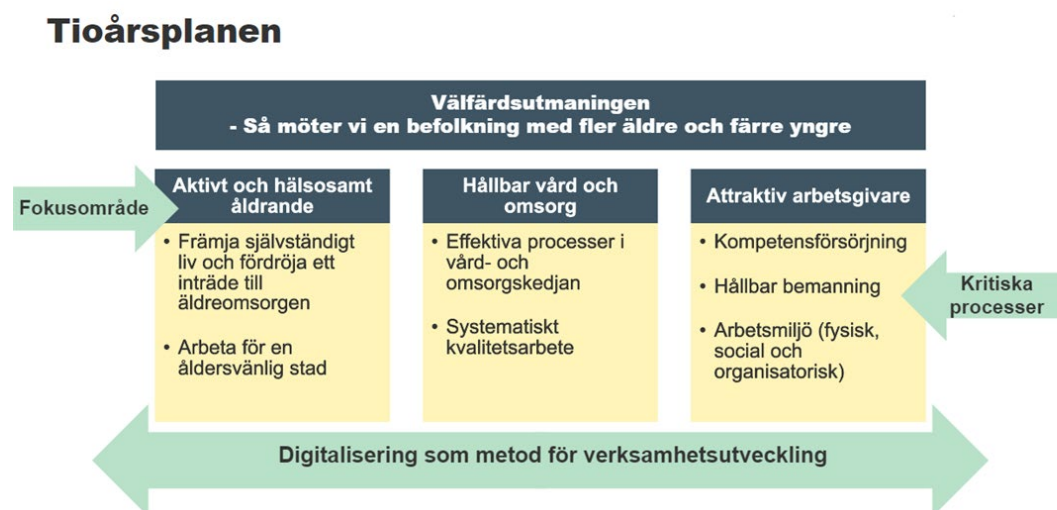 Tioårsplanen
Välfärdsutmaningen
- Så möter vi en befolkning med fler äldre och färre yngre
Fokusområde
Aktivt och hälsosamt
åldrande
• Främja självständigt
liv och fördröja ett
inträde till
äldreomsorgen
• Arbeta för en
åldersvänlig stad
Hållbar vård och
omsorg
• Effektiva processer i
vård- och
omsorgskedjan
• Systematiskt
kvalitetsarbete
Attraktiv arbetsgivare
• Kompetensförsörjning
• Hållbar bemanning
• Arbetsmiljö (fysisk,
social och
organisatorisk)
Kritiska
processer
Digitalisering som metod för verksamhetsutveckling